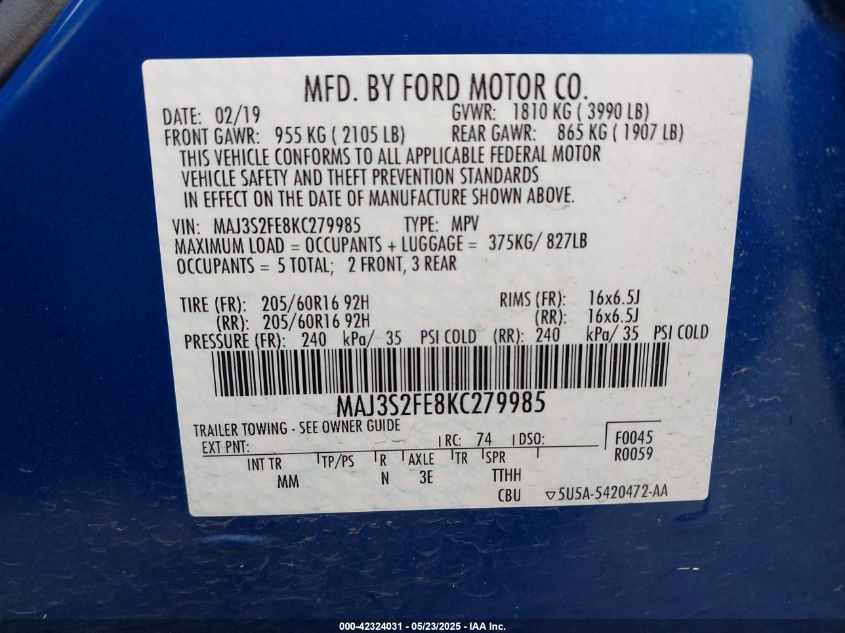 MFD. BY FORD MOTOR CO.
DATE: 02/19 GVWR: 1810 KG ( 3990 LB)
FRONT GAWR: 955 KG ( 2105 LB) REAR GAWR: 865 KG ( 1907 LB)
THIS VEHICLE CONFORMS TO ALL APPLICABLE FEDERAL MOTOR
VEHICLE SAFETY AND THEFT PREVENTION STANDARDS
IN EFFECT ON THE DATE OF MANUFACTURE SHOWN ABOVE.
VIN: MAJ3S2FE8KC279985 TYPE: MPV
MAXIMUM LOAD = OCCUPANTS + LUGGAGE = 375KG/ 827LB
OCCUPANTS = 5 TOTAL; 2 FRONT, 3 REAR
TIRE (FR): 205/60R16 92H RIMS (FR): 16x6.5J
(RR): 205/60R16 92H (RR): 16x6.5J
PRESSURE (FR): 240 kPa/ 35 PSI COLD (RR): 240 kPa/ 35 PSI COLD
MAJ3S2FE8KC279985
TRAILER TOWING - SEE OWNER GUIDE
EXT PNT: RC: 74 DSO: F0045
R0059
INT TR TP/PS R AXLE TR SPR
MM N 3E TTHH
CBU ▽5U5A-5420472-AA
000-42324031 - 05/23/2025 - IAA Inc.